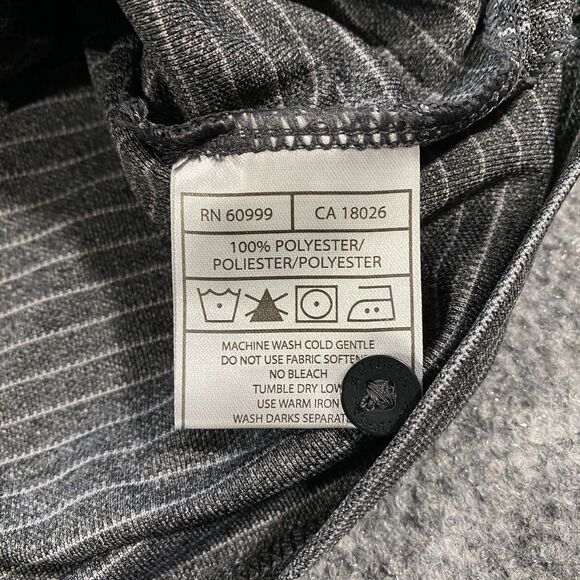 RN 60999 CA 18026
100% POLYESTER/
POLIESTER/POLYESTER
MACHINE WASH COLD GENTLE
DO NOT USE FABRIC SOFTEN
NO BLEACH
TUMBLE DRY LOW
USE WARM IRON
WASH DARKS SEPARATE